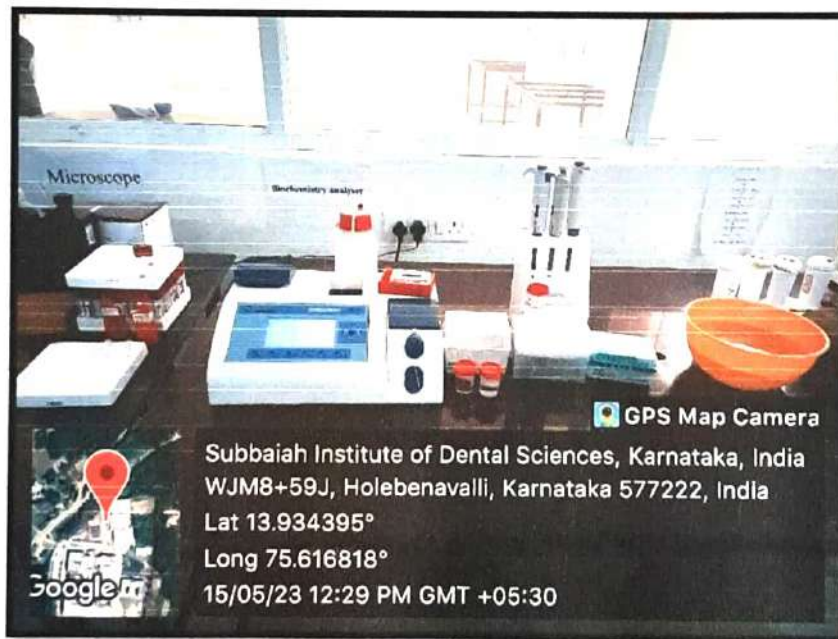 Microscope
Biochemistry analyser
GPS Map Camera
Subbaiah Institute of Dental Sciences, Karnataka, India
WJM8+59J, Holebenavalli, Karnataka 577222, India
Lat 13.934395°
Long 75.616818°
15/05/23 12:29 PM GMT +05:30
Google